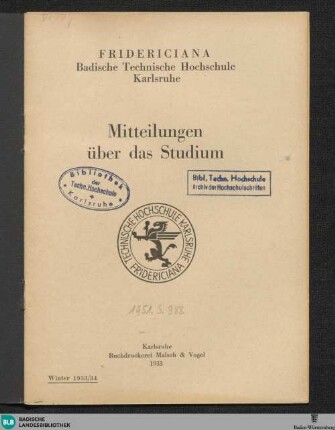 FRIDERICIANA
Badische Technische Hochschule
Karlsruhe
Mitteilungen
über das Studium
Bibliothek
der
Techn. Hochschule
Karlsruhe
Bibl. Techn. Hochschule
Archiv der Hochschulschriften
TECHNISCHE HOCHSCHULE KARLSRUHE
FRIDERICIANA
Karlsruhe
Buchdruckerei Malsch & Vogel
1933
Winter 1933/34
BLB
BADISCHE
LANDESBIBLIOTHEK
Baden-Württemberg